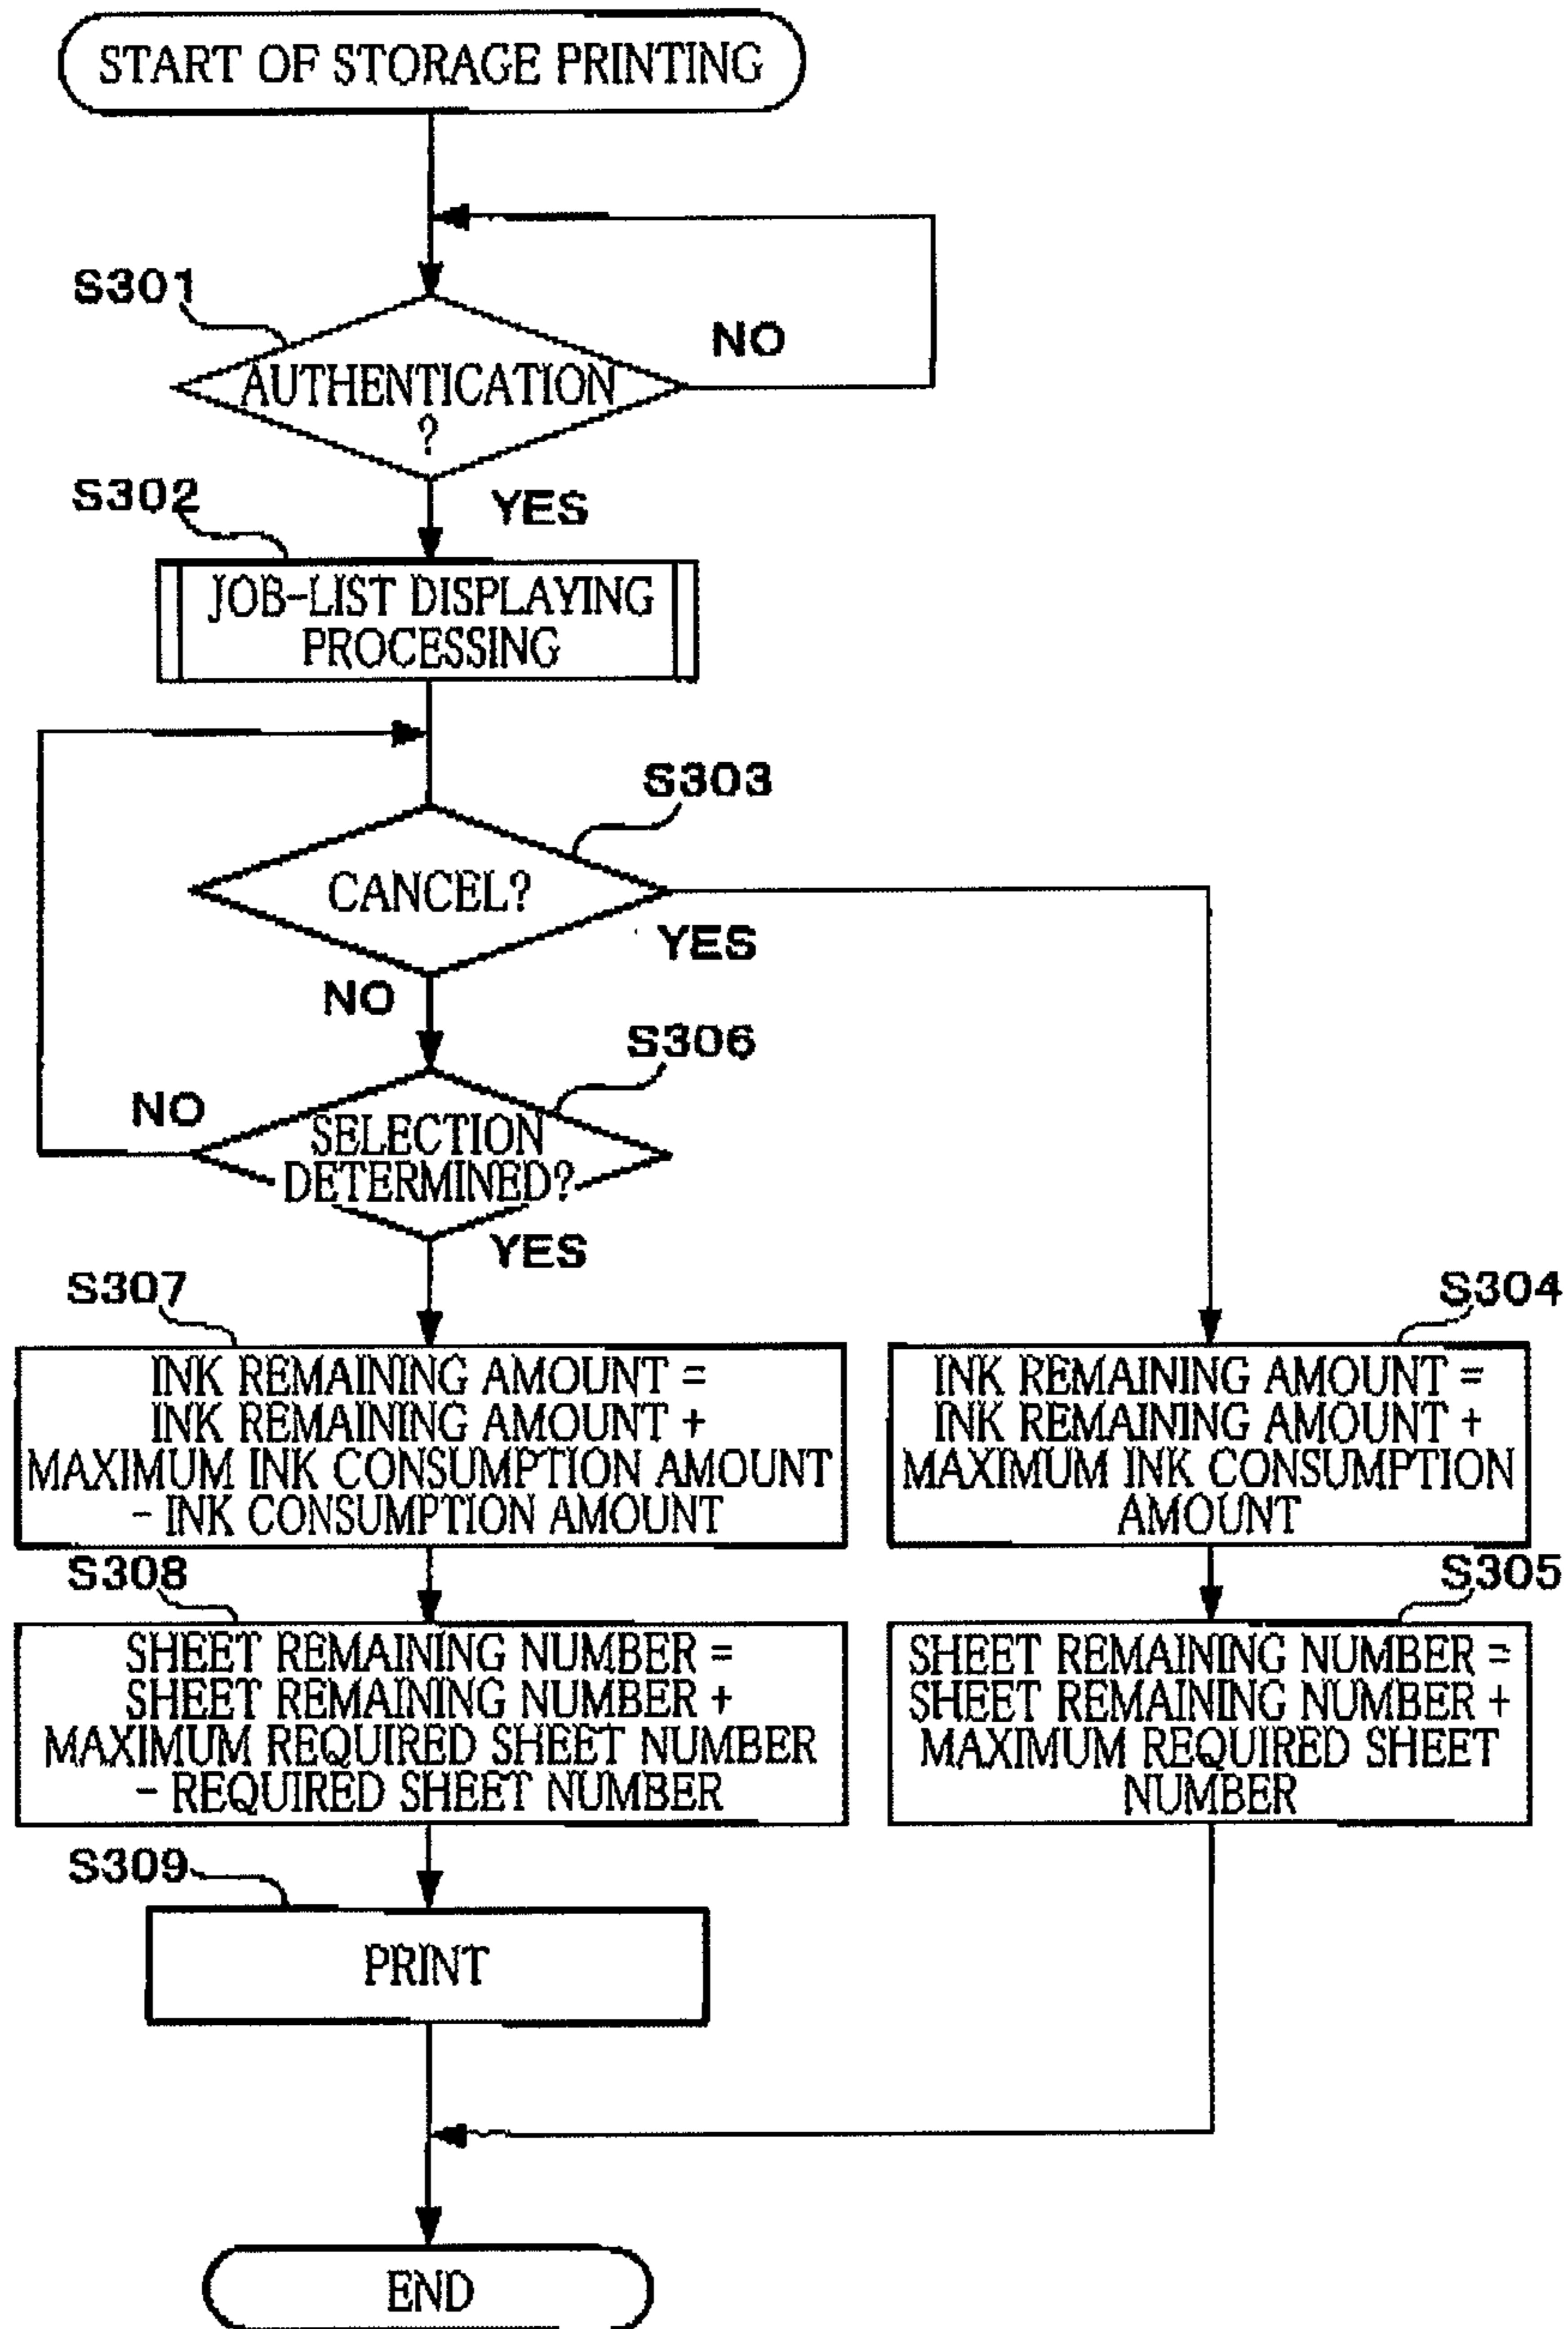 START OF STORAGE PRINTING
S301
NO
AUTHENTICATION
?
S302
YES
JOB-LIST DISPLAYING
PROCESSING
S303
CANCEL?
YES
NO
S306
NO
SELECTION
DETERMINED?
YES
S307
INK REMAINING AMOUNT =
INK REMAINING AMOUNT +
MAXIMUM INK CONSUMPTION AMOUNT
- INK CONSUMPTION AMOUNT
S304
INK REMAINING AMOUNT =
INK REMAINING AMOUNT +
MAXIMUM INK CONSUMPTION
AMOUNT
S308
SHEET REMAINING NUMBER =
SHEET REMAINING NUMBER +
MAXIMUM REQUIRED SHEET NUMBER
- REQUIRED SHEET NUMBER
S305
SHEET REMAINING NUMBER =
SHEET REMAINING NUMBER +
MAXIMUM REQUIRED SHEET
NUMBER
S309
PRINT
END